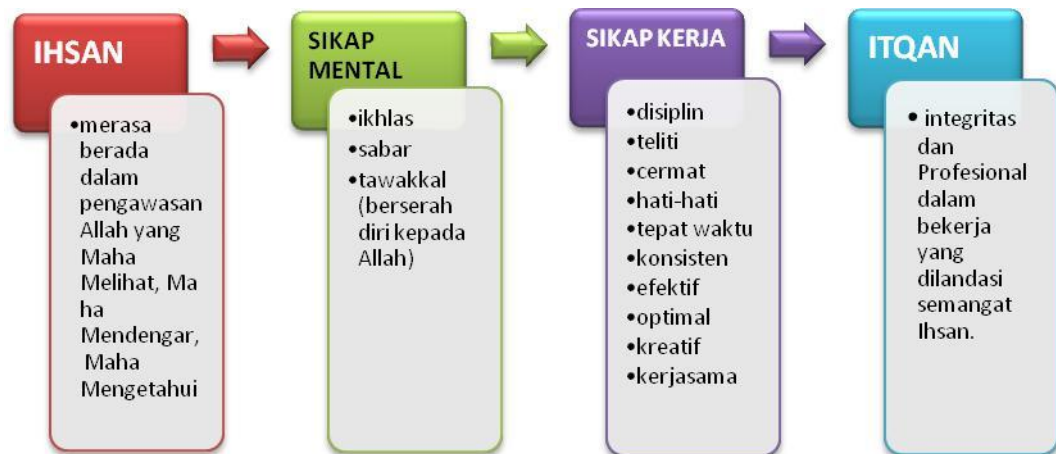 IHSAN
•merasa
berada
dalam
pengawasan
Allah yang
Maha
Melihat, Ma
ha
Mendengar,
Maha
Mengetahui
SIKAP
MENTAL
•ikhlas
•sabar
•tawakkal
(berserah
diri kepada
Allah)
SIKAP KERJA
•disiplin
•teliti
•cermat
•hati-hati
•tepat waktu
•konsisten
•efektif
•optimal
•kreatif
•kerjasama
ITQAN
• integritas
dan
Profesional
dalam
bekerja
yang
dilandasi
semangat
Ihsan.